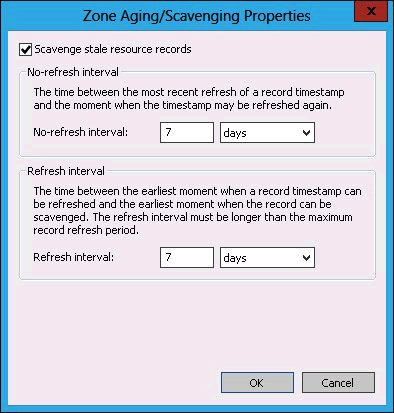 Zone Aging/Scavenging Properties
x
Scavenge stale resource records
No-refresh interval
The time between the most recent refresh of a record timestamp
and the moment when the timestamp may be refreshed again.
No-refresh interval: 7 days
Refresh interval
The time between the earliest moment when a record timestamp can
be refreshed and the earliest moment when the record can be
scavenged. The refresh interval must be longer than the maximum
record refresh period.
Refresh interval: 7 days
OK Cancel